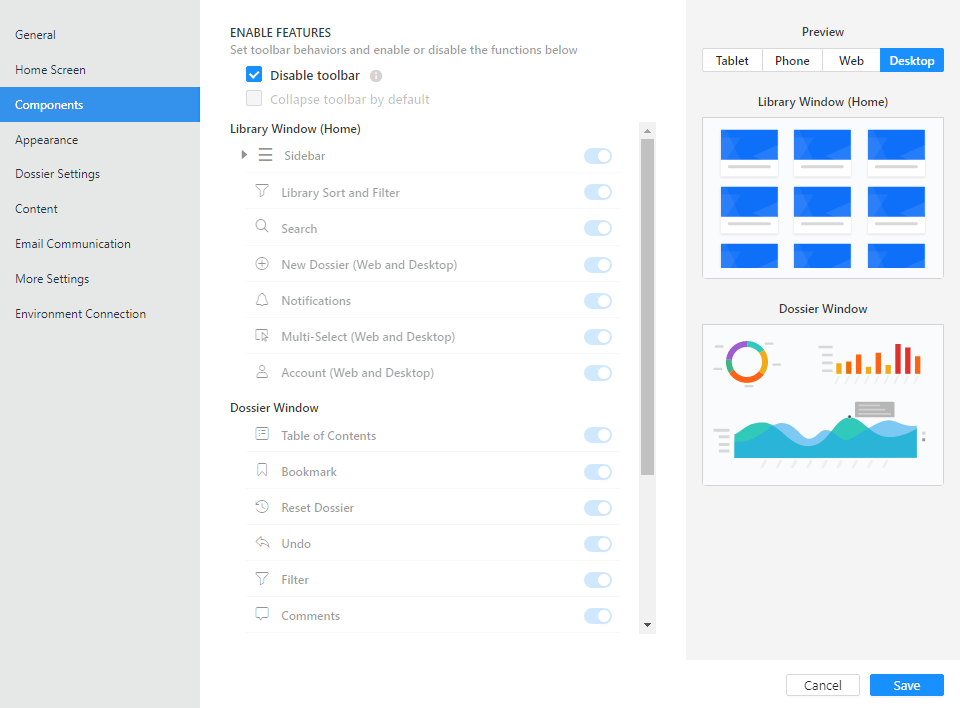 General
Home Screen
Components
Appearance
Dossier Settings
Content
Email Communication
More Settings
Environment Connection
ENABLE FEATURES
Set toolbar behaviors and enable or disable the functions below
Disable toolbar
Collapse toolbar by default
Library Window (Home)
Sidebar
Library Sort and Filter
Search
New Dossier (Web and Desktop)
Notifications
Multi-Select (Web and Desktop)
Account (Web and Desktop)
Dossier Window
Table of Contents
Bookmark
Reset Dossier
Undo
Filter
Comments
Preview
Tablet Phone Web Desktop
Library Window (Home)
Dossier Window
Cancel Save